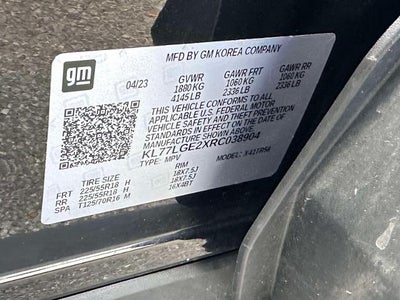 gm
MFD BY GM KOREA COMPANY
04/23 GVWR GAWR FRT GAWR RR
1880 KG 1060 KG 1060 KG
4145 LB 2336 LB 2336 LB
THIS VEHICLE CONFORMS TO ALL
APPLICABLE U.S. FEDERAL MOTOR
VEHICLE SAFETY AND THEFT PREVENTION
STANDARDS IN EFFECT ON THE DATE OF
MANUFACTURE SHOWN ABOVE.
KL77LGE2XRC038904
TYPE: MPV MODEL: X41TR56
TIRE SIZE RIM
FRT 225/55R18 H 18X7.5J
RR 225/55R18 H 18X7.5J
SPA T125/70R16 M 16X4BT